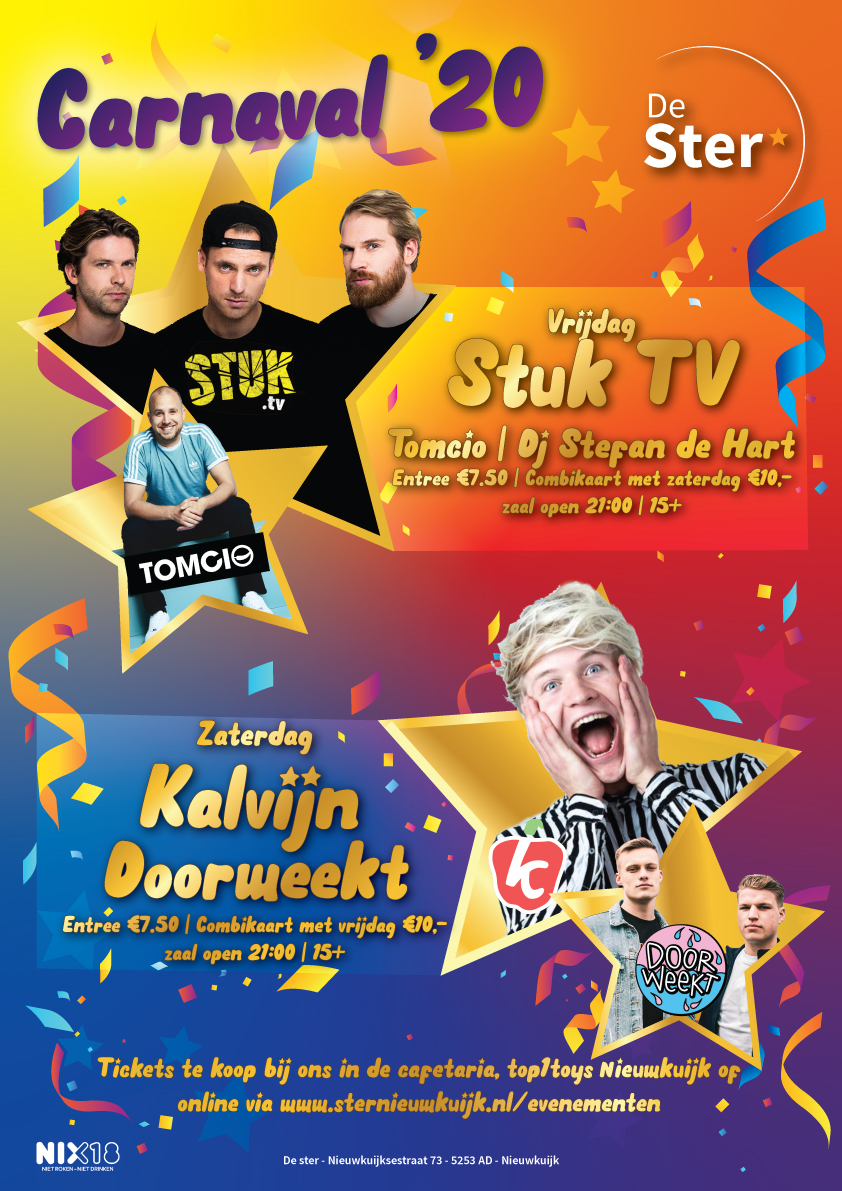 Carnaval '20
De
Ster
STUK
.tv
Vrijdag
Stuk TV
Tomcio | Dj Stefan de Hart
Entree €7.50 | Combikaart met zaterdag €10,-
zaal open 21:00 | 15+
TOMCIO
Zaterdag
Kalvijn
Doorweekt
Entree €7.50 | Combikaart met vrijdag €10,-
zaal open 21:00 | 15+
KC
DOOR
WEEKT
Tickets te koop bij ons in de cafetaria, top1toys Nieuwkuijk of
online via www.sternieuwkuijk.nl/evenementen
NIX18
NIET ROKEN - NIET DRINKEN
De ster - Nieuwkuijksestraat 73 - 5253 AD - Nieuwkuijk